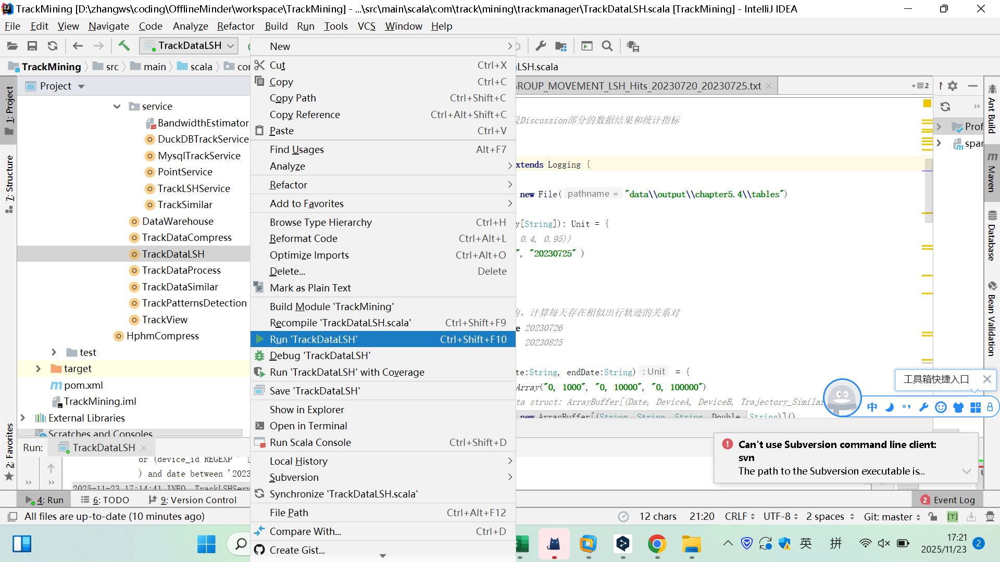 TrackMining [D:\zhangws\coding\OfflineMinder\workspace\TrackMining] - ...\src\main\scala\com\track\mining\trackmanager\TrackDataLSH.scala [TrackMining] - IntelliJ IDEA
File Edit View Navigate Code Analyze Refactor Build Run Tools VCS Window Help
TrackDataLSH
TrackMining src main scala
LSH.scala
Project
GROUP_MOVEMENT_LSH_Hits_20230720_20230725.txt
2
1: Project
7: Structure
2: Favorites
service
BandwidthEstimator
DuckDBTrackService
MysqlTrackService
PointService
TrackLSHService
TrackSimilar
DataWarehouse
TrackDataCompress
TrackDataLSH
TrackDataProcess
TrackDataSimilar
TrackPatternsDetection
TrackView
HphmCompress
test
target
pom.xml
TrackMining.iml
External Libraries
Scratches and Consoles
New
Cut Ctrl+X
Copy Ctrl+C
Copy Path Ctrl+Shift+C
Copy Reference Ctrl+Alt+Shift+C
Paste Ctrl+V
Find Usages Alt+F7
Analyze
Refactor
Add to Favorites
Browse Type Hierarchy Ctrl+H
Reformat Code Ctrl+Alt+L
Optimize Imports Ctrl+Alt+O
Delete... Delete
Mark as Plain Text
Build Module 'TrackMining'
Recompile 'TrackDataLSH.scala' Ctrl+Shift+F9
Run 'TrackDataLSH' Ctrl+Shift+F10
Debug 'TrackDataLSH'
Run 'TrackDataLSH' with Coverage
Save 'TrackDataLSH'
Show in Explorer
Open in Terminal
Run Scala Console Ctrl+Shift+D
Local History
Subversion
Synchronize 'TrackDataLSH.scala'
File Path Ctrl+Alt+F12
Compare With... Ctrl+D
Create Gist...
Discussion部分的数据结果和统计指标
extends Logging {
new File( pathname = "data\\output\\chapter5.4\\tables")
y[String]): Unit = {
0.4, 0.95))
", "20230725" )
,计算每天存在相似出行轨迹的关系对
e 20230726
20230825
te:String, endDate:String) : Unit = {
Array("0, 1000", "0, 10000", "0, 100000")
ta struct: ArrayBuffer[(Date, DeviceA, DeviceB, Trajectory_Similar
new ArrayBuffer[(String, String, String, Double, String)]()
Prof
spar
Ant Build
Maven
Database
Bean Validation
工具箱快捷入口
中
Can't use Subversion command line client:
svn
The path to the Subversion executable is...
Run: TrackDataLSH
or (device_id REGEXP '
) and date between '2023
2025-11-23 17:14:41 INFO TrackLSHServ
4: Run 6: TODO 9: Version Control
2 Event Log
All files are up-to-date (10 minutes ago)
12 chars 21:20 CRLF UTF-8 2 spaces Git: master [T]
英 拼
17:21
2025/11/23
2